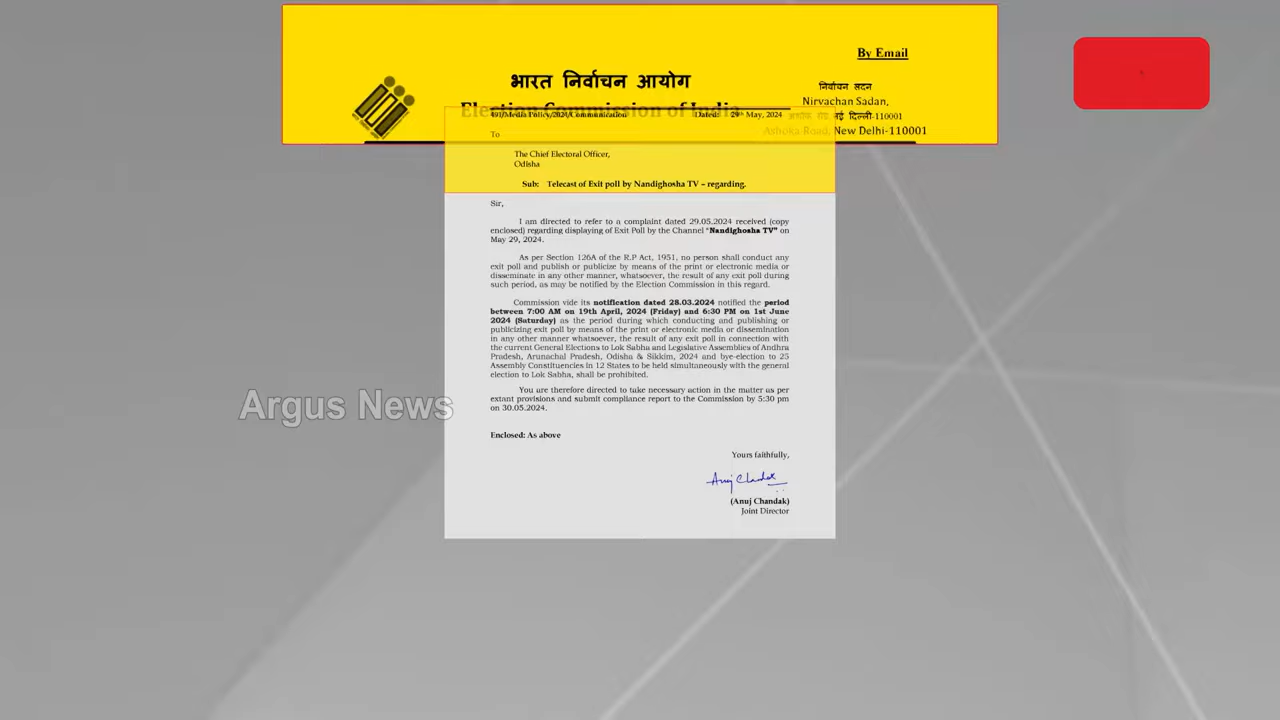 By Email
भारत निर्वाचन आयोग
Election Commission of India
निर्वाचन सदन
Nirvachan Sadan,
अशोक रोड, नई दिल्ली-110001
Ashoka Road, New Delhi-110001
491/Media Policy/2024/Communication Dated: 29th May, 2024
To
The Chief Electoral Officer,
Odisha
Sub: Telecast of Exit poll by Nandighosha TV – regarding.
Sir,
I am directed to refer to a complaint dated 29.05.2024 received (copy
enclosed) regarding displaying of Exit Poll by the Channel “Nandighosha TV” on
May 29, 2024.
As per Section 126A of the R.P Act, 1951, no person shall conduct any
exit poll and publish or publicize by means of the print or electronic media or
disseminate in any other manner, whatsoever, the result of any exit poll during
such period, as may be notified by the Election Commission in this regard.
Commission vide its notification dated 28.03.2024 notified the period
between 7:00 AM on 19th April, 2024 (Friday) and 6:30 PM on 1st June
2024 (Saturday) as the period during which conducting and publishing or
publicizing exit poll by means of the print or electronic media or dissemination
in any other manner whatsoever, the result of any exit poll in connection with
the current General Elections to Lok Sabha and Legislative Assemblies of Andhra
Pradesh, Arunachal Pradesh, Odisha & Sikkim, 2024 and bye-election to 25
Assembly Constituencies in 12 States to be held simultaneously with the general
election to Lok Sabha, shall be prohibited.
You are therefore directed to take necessary action in the matter as per
extant provisions and submit compliance report to the Commission by 5:30 pm
on 30.05.2024.
Argus News
Enclosed: As above
Yours faithfully,
Anuj Chandak
(Anuj Chandak)
Joint Director